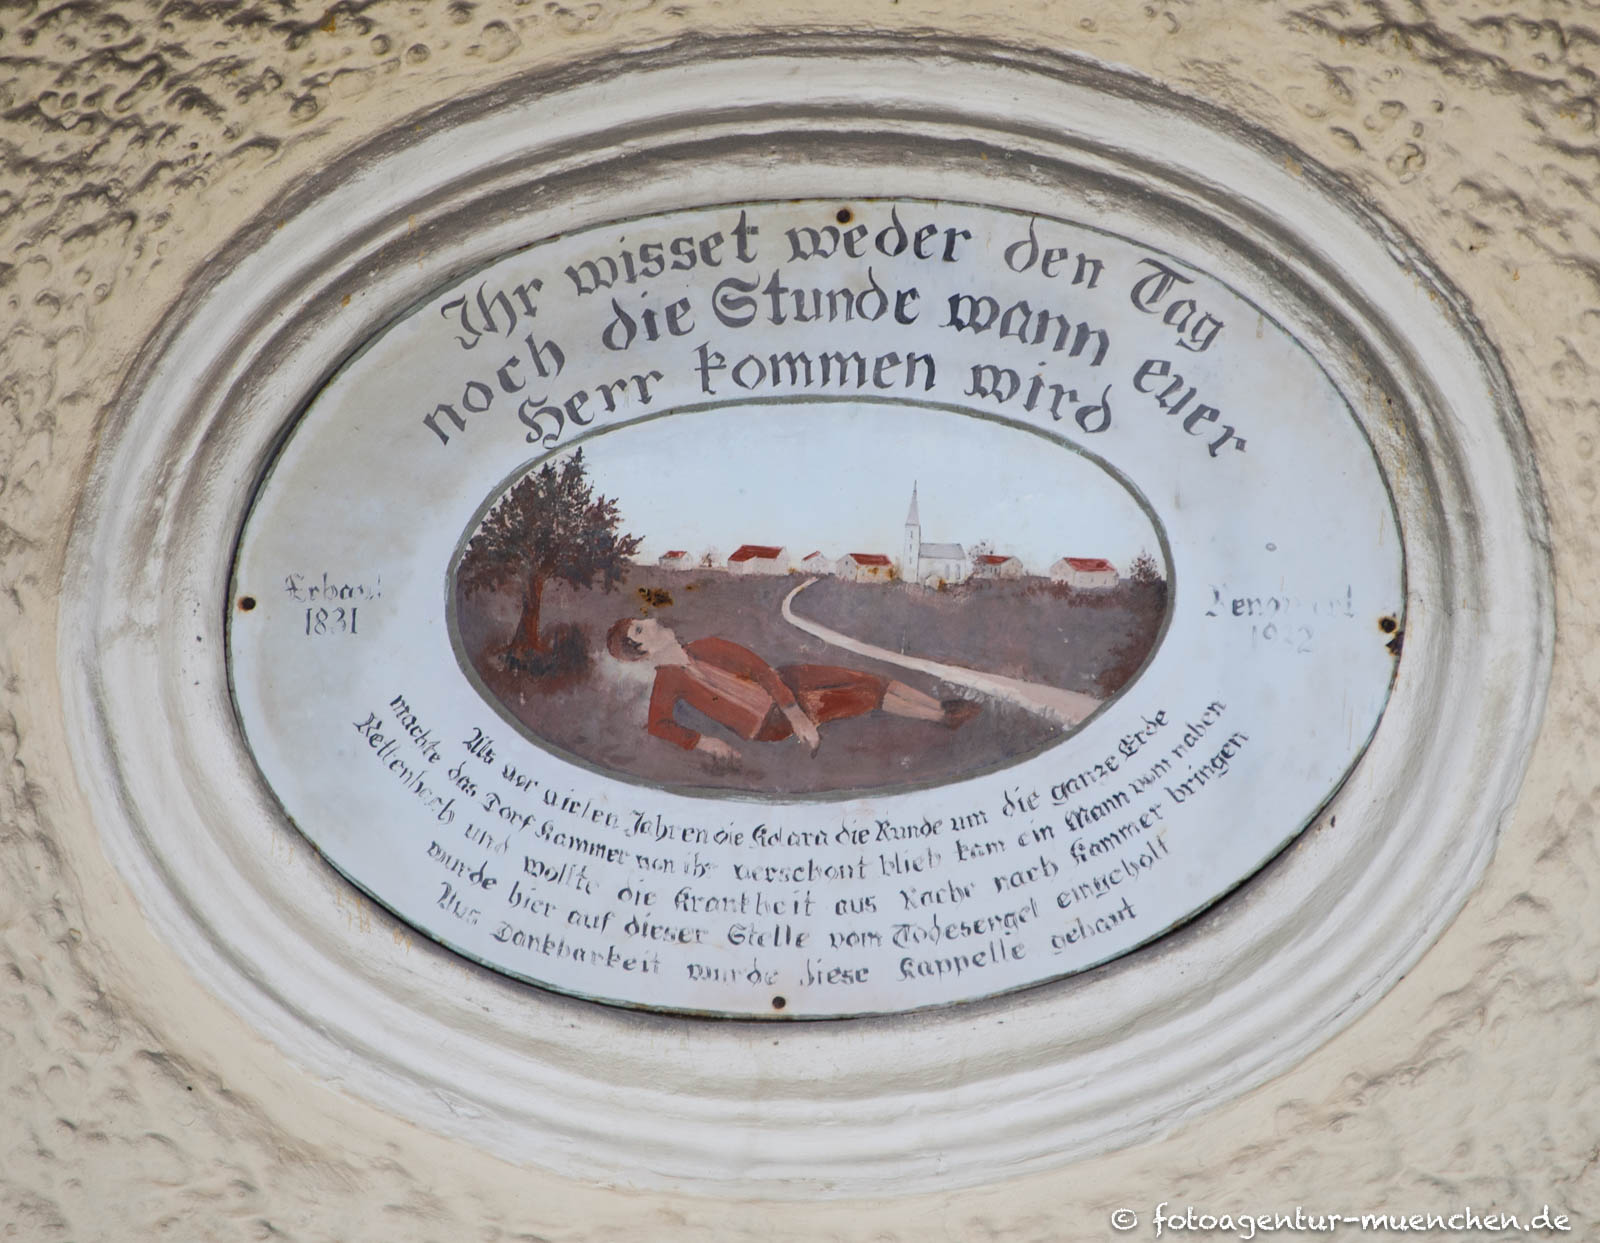 Ihr wisset weder den Tag
noch die Stunde wann euer
Herr kommen wird
Erbaut
1831
Renoviert
Als vor vielen Jahren die Kolara die Runde um die ganze Erde
machte das Dorf Kammer von ihr verschont blieb kam ein Mann vom nahen
Rettenbach und wollte die Krankheit aus Rache nach Kammer bringen
wurde hier auf dieser Stelle vom Todesengel eingeholt
Aus Dankbarkeit wurde diese Kappelle gebaut
© fotoagentur-muenchen.de